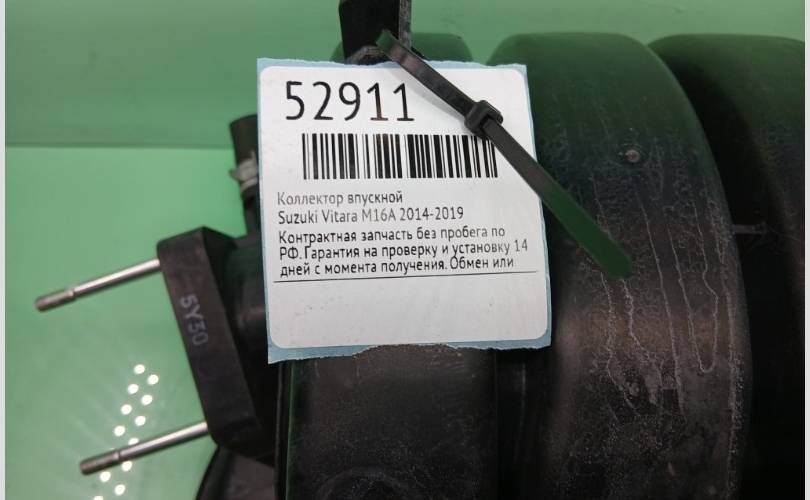 52911
Коллектор впускной
Suzuki Vitara M16A 2014-2019
Контрактная запчасть без пробега по
РФ. Гарантия на проверку и установку 14
дней с момента получения. Обмен или
5Y30